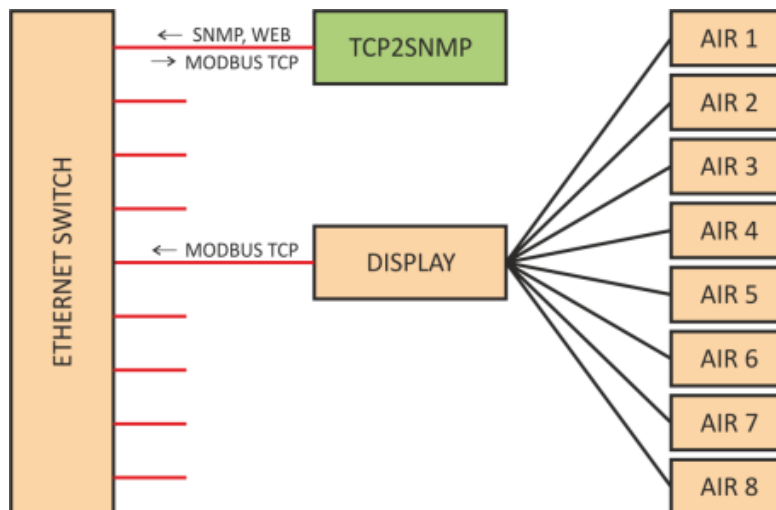 ← SNMP, WEB
→ MODBUS TCP
TCP2SNMP
ETHERNET SWITCH
← MODBUS TCP
DISPLAY
AIR 1
AIR 2
AIR 3
AIR 4
AIR 5
AIR 6
AIR 7
AIR 8